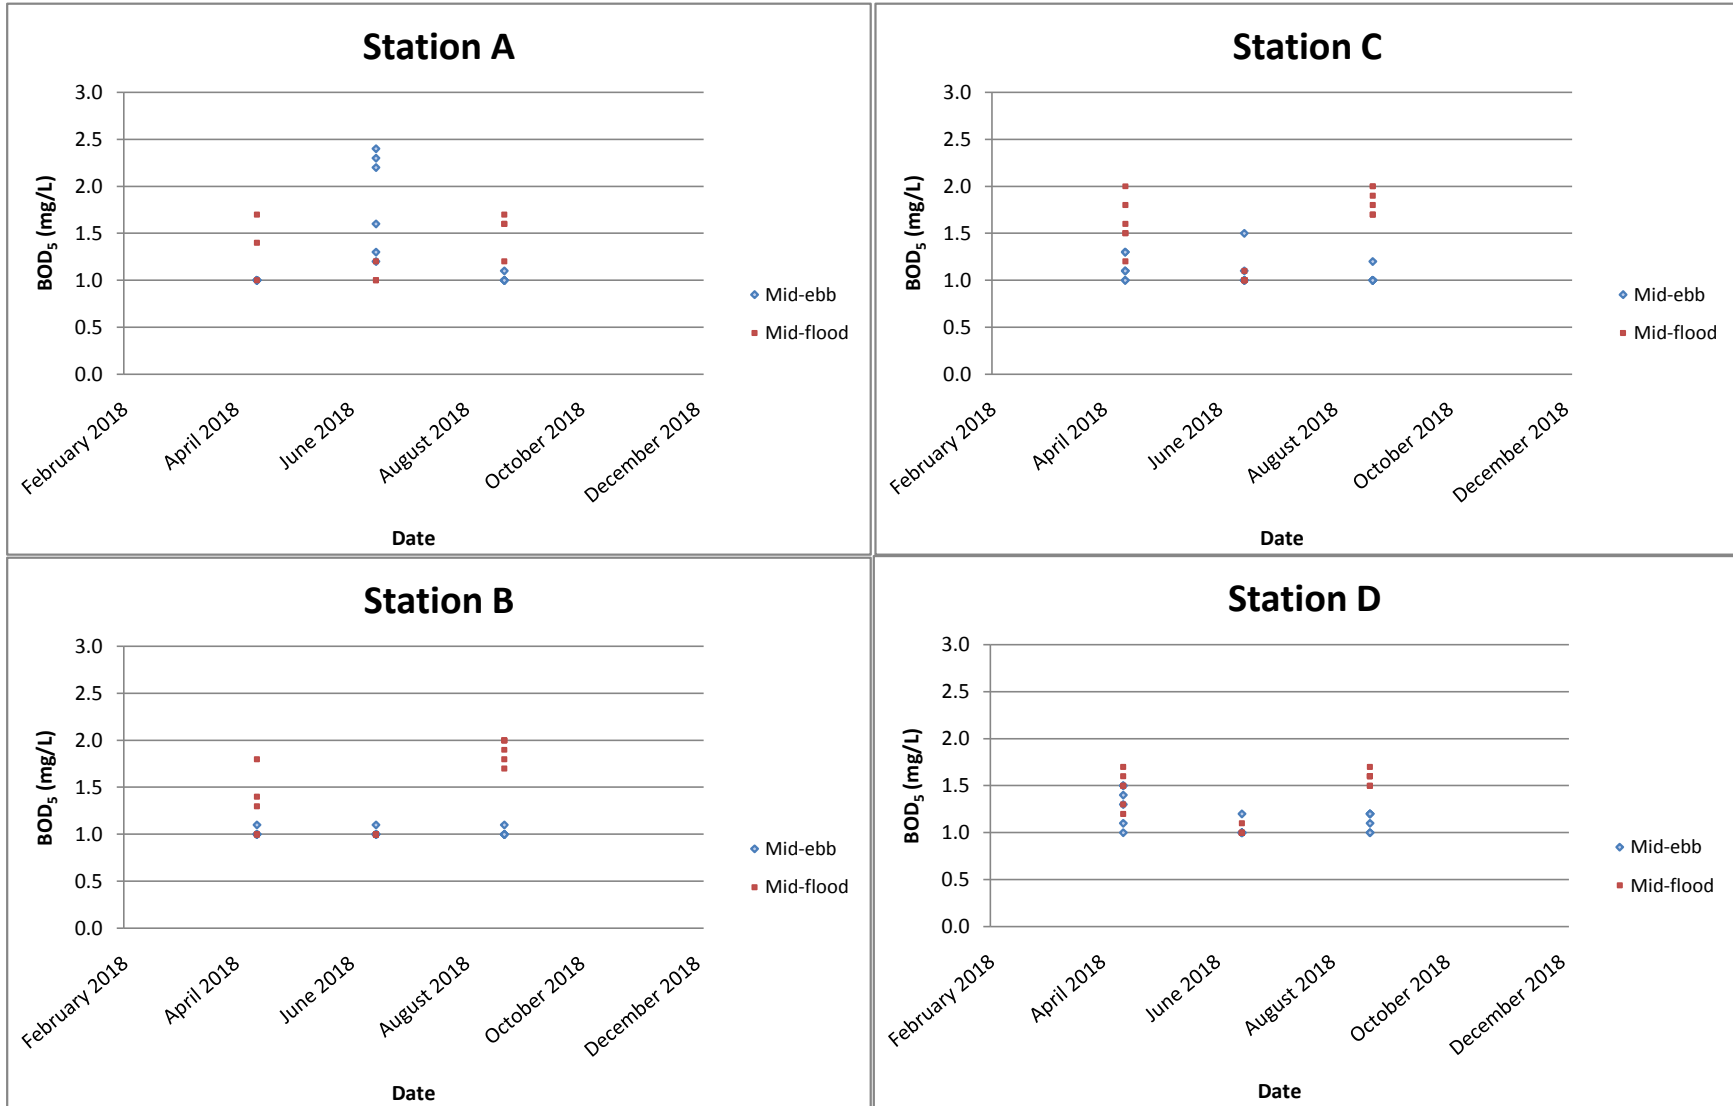 Station A
3.0
2.5
2.0
1.5
1.0
0.5
0.0
BOD5 (mg/L)
February 2018
April 2018
June 2018
August 2018
October 2018
December 2018
Date
Mid-ebb
Mid-flood
Station C
3.0
2.5
2.0
1.5
1.0
0.5
0.0
BOD5 (mg/L)
February 2018
April 2018
June 2018
August 2018
October 2018
December 2018
Date
Mid-ebb
Mid-flood
Station B
3.0
2.5
2.0
1.5
1.0
0.5
0.0
BOD5 (mg/L)
February 2018
April 2018
June 2018
August 2018
October 2018
December 2018
Date
Mid-ebb
Mid-flood
Station D
3.0
2.5
2.0
1.5
1.0
0.5
0.0
BOD5 (mg/L)
February 2018
April 2018
June 2018
August 2018
October 2018
December 2018
Date
Mid-ebb
Mid-flood